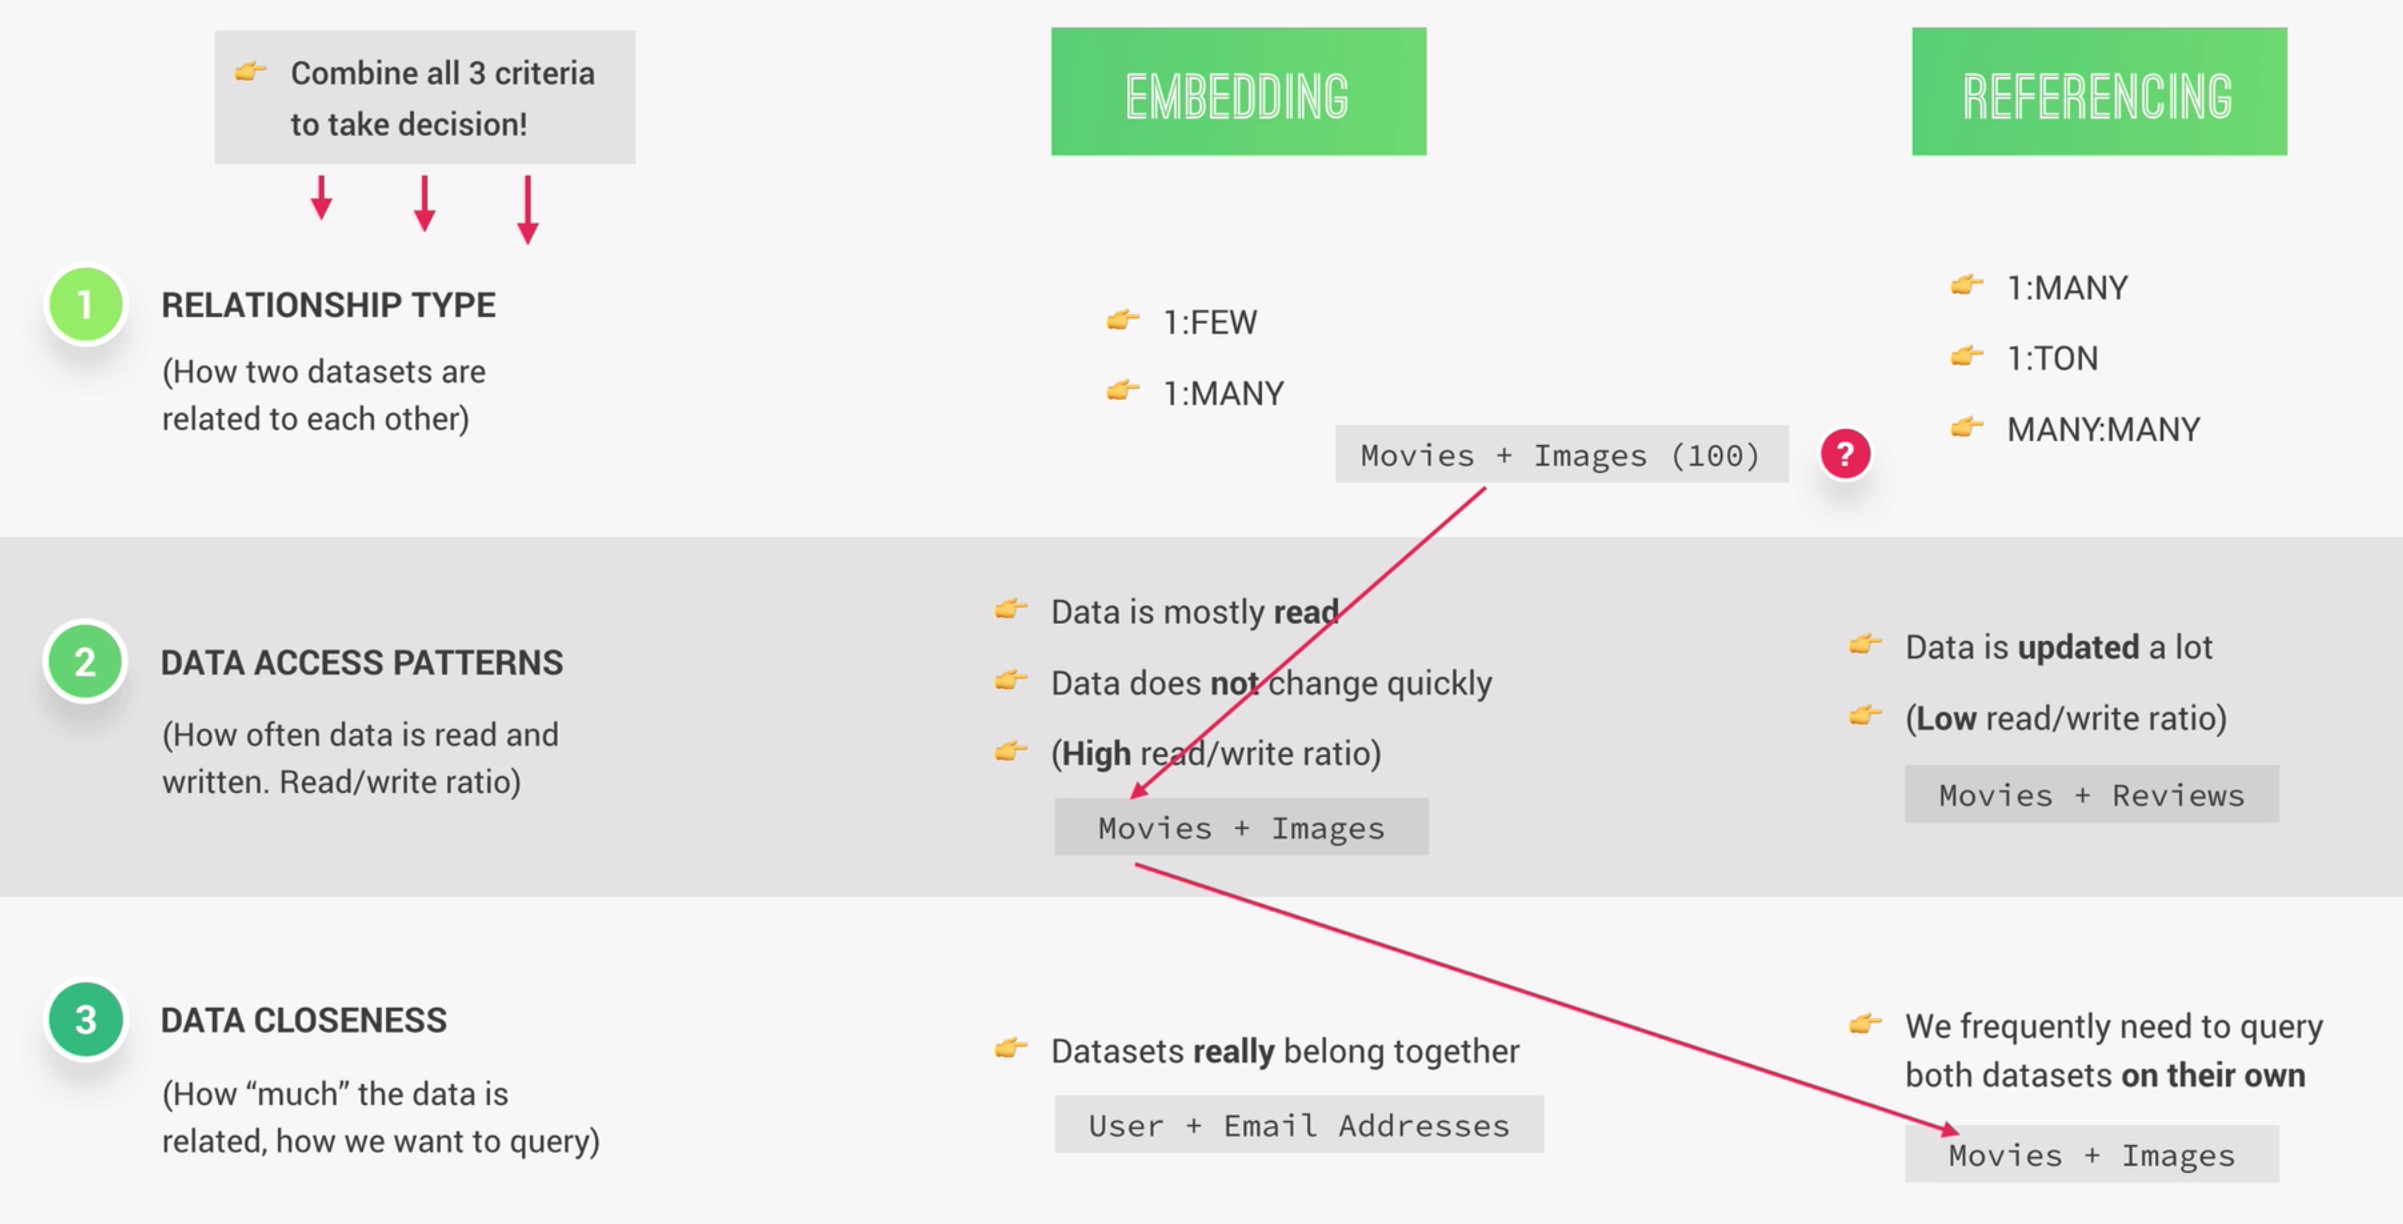 Combine all 3 criteria
to take decision!
EMBEDDING
REFERENCING
1
RELATIONSHIP TYPE
(How two datasets are
related to each other)
1:FEW
1:MANY
Movies + Images (100)
?
1:MANY
1:TON
MANY:MANY
2
DATA ACCESS PATTERNS
(How often data is read and
written. Read/write ratio)
Data is mostly read
Data does not change quickly
(High read/write ratio)
Movies + Images
Data is updated a lot
(Low read/write ratio)
Movies + Reviews
3
DATA CLOSENESS
(How “much” the data is
related, how we want to query)
Datasets really belong together
User + Email Addresses
We frequently need to query
both datasets on their own
Movies + Images